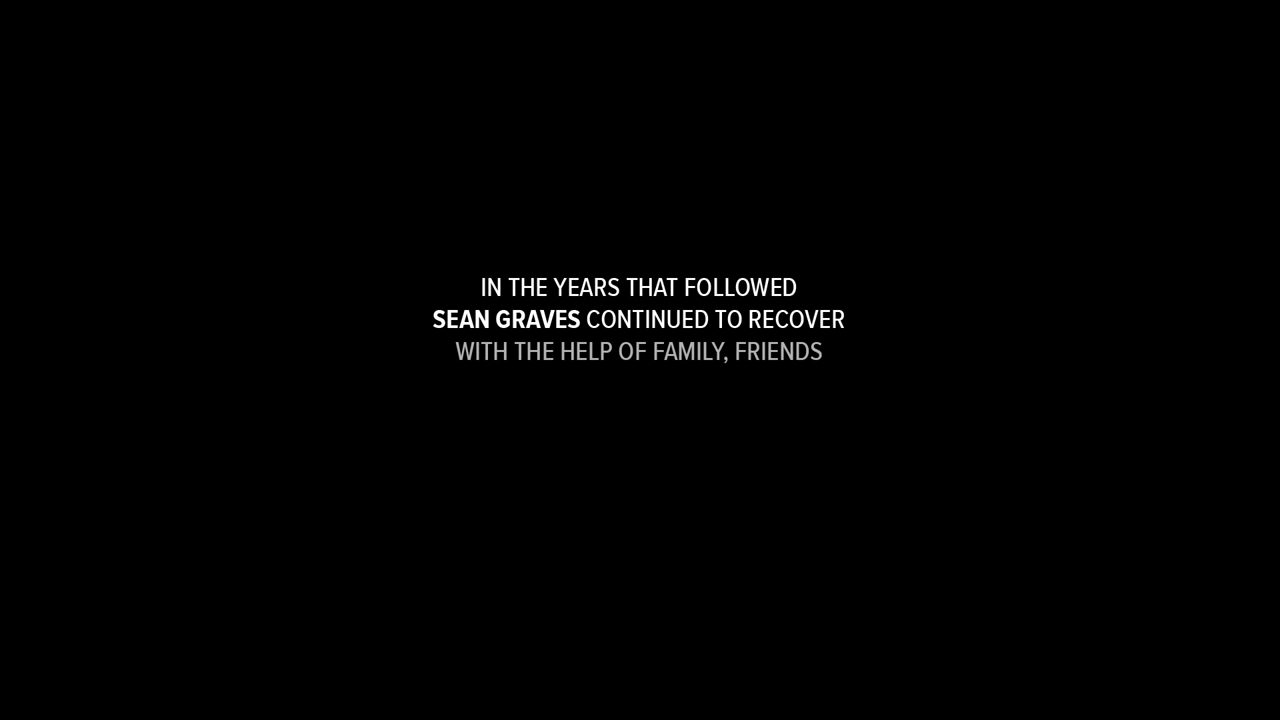 IN THE YEARS THAT FOLLOWED
SEAN GRAVES CONTINUED TO RECOVER
WITH THE HELP OF FAMILY, FRIENDS